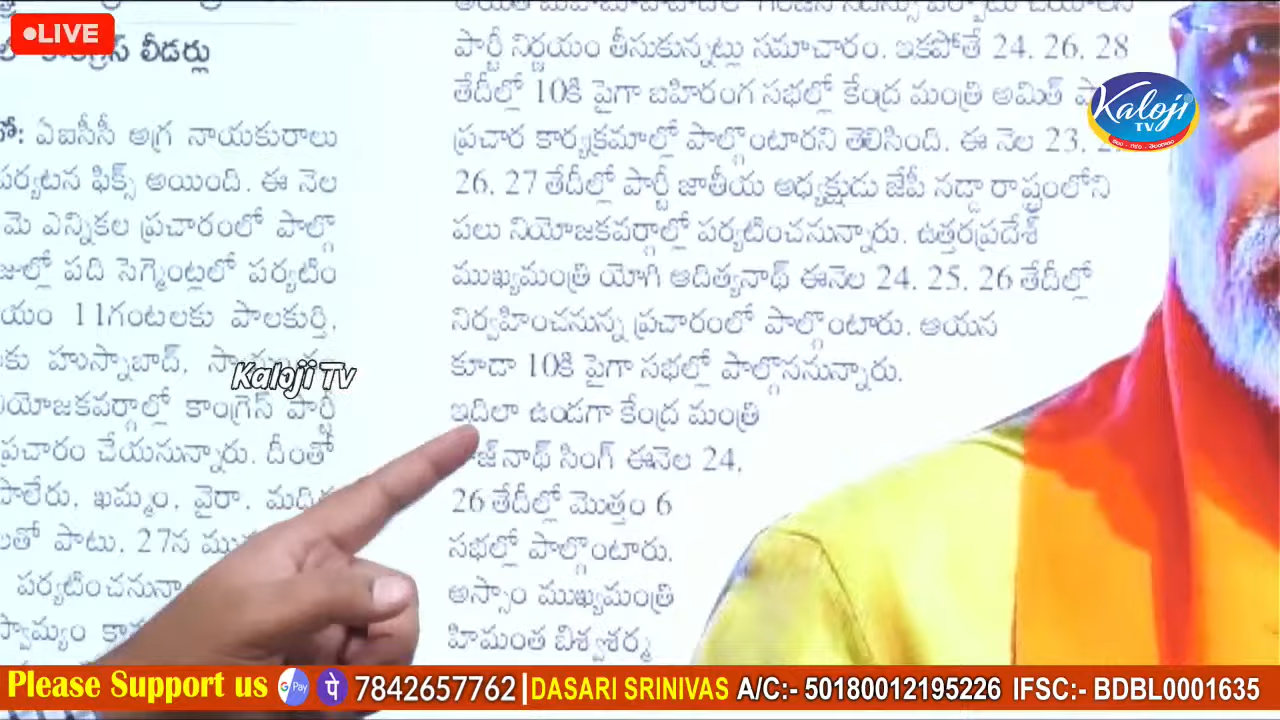 LIVE
లీడర్లు
ఏఐసీసీ అగ్ర నాయకురాలు
పర్యటన ఫిక్స్ అయింది. ఈ నెల
ఎన్నికల ప్రచారంలో పాల్గొ
పది సెగ్మెంట్లలో పర్యటిం
11గంటలకు పాలకుర్తి,
హుస్నాబాద్,
కాంగ్రెస్ పార్టీ
ప్రచారం చేయనున్నారు. దీంతో
పాలేరు, ఖమ్మం, వైరా,
పాటు, 27న
పార్టీ నిర్ణయం తీసుకున్నట్లు సమాచారం. ఇకపోతే 24, 26, 28
తేదీల్లో 10కి పైగా బహిరంగ సభల్లో కేంద్ర మంత్రి అమిత్
ప్రచార కార్యక్రమాల్లో పాల్గొంటారని తెలిసింది. ఈ నెల 23,
26, 27 తేదీల్లో పార్టీ జాతీయ అధ్యక్షుడు జేపీ నడ్డా రాష్ట్రంలోని
పలు నియోజకవర్గాల్లో పర్యటించనున్నారు. ఉత్తరప్రదేశ్
ముఖ్యమంత్రి యోగి ఆదిత్యనాథ్ ఈనెల 24, 25, 26 తేదీల్లో
నిర్వహించనున్న ప్రచారంలో పాల్గొంటారు. ఆయన
కూడా 10కి పైగా సభల్లో పాల్గొననున్నారు.
ఇదిలా ఉండగా కేంద్ర మంత్రి
సింగ్ ఈనెల 24,
26 తేదీల్లో మొత్తం 6
సభల్లో పాల్గొంటారు.
అస్సాం ముఖ్యమంత్రి
హిమంత బిశ్వశర్మ
Kaloji
TV
Kaloji Tv
Please Support us G Pay పే 7842657762 | DASARI SRINIVAS A/C:- 50180012195226 IFSC:- BDBL0001635